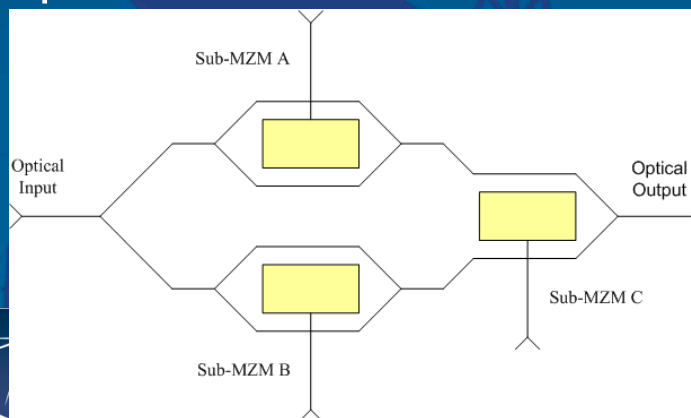 Sub-MZM A
Optical
Input
Optical
Output
Sub-MZM C
Sub-MZM B